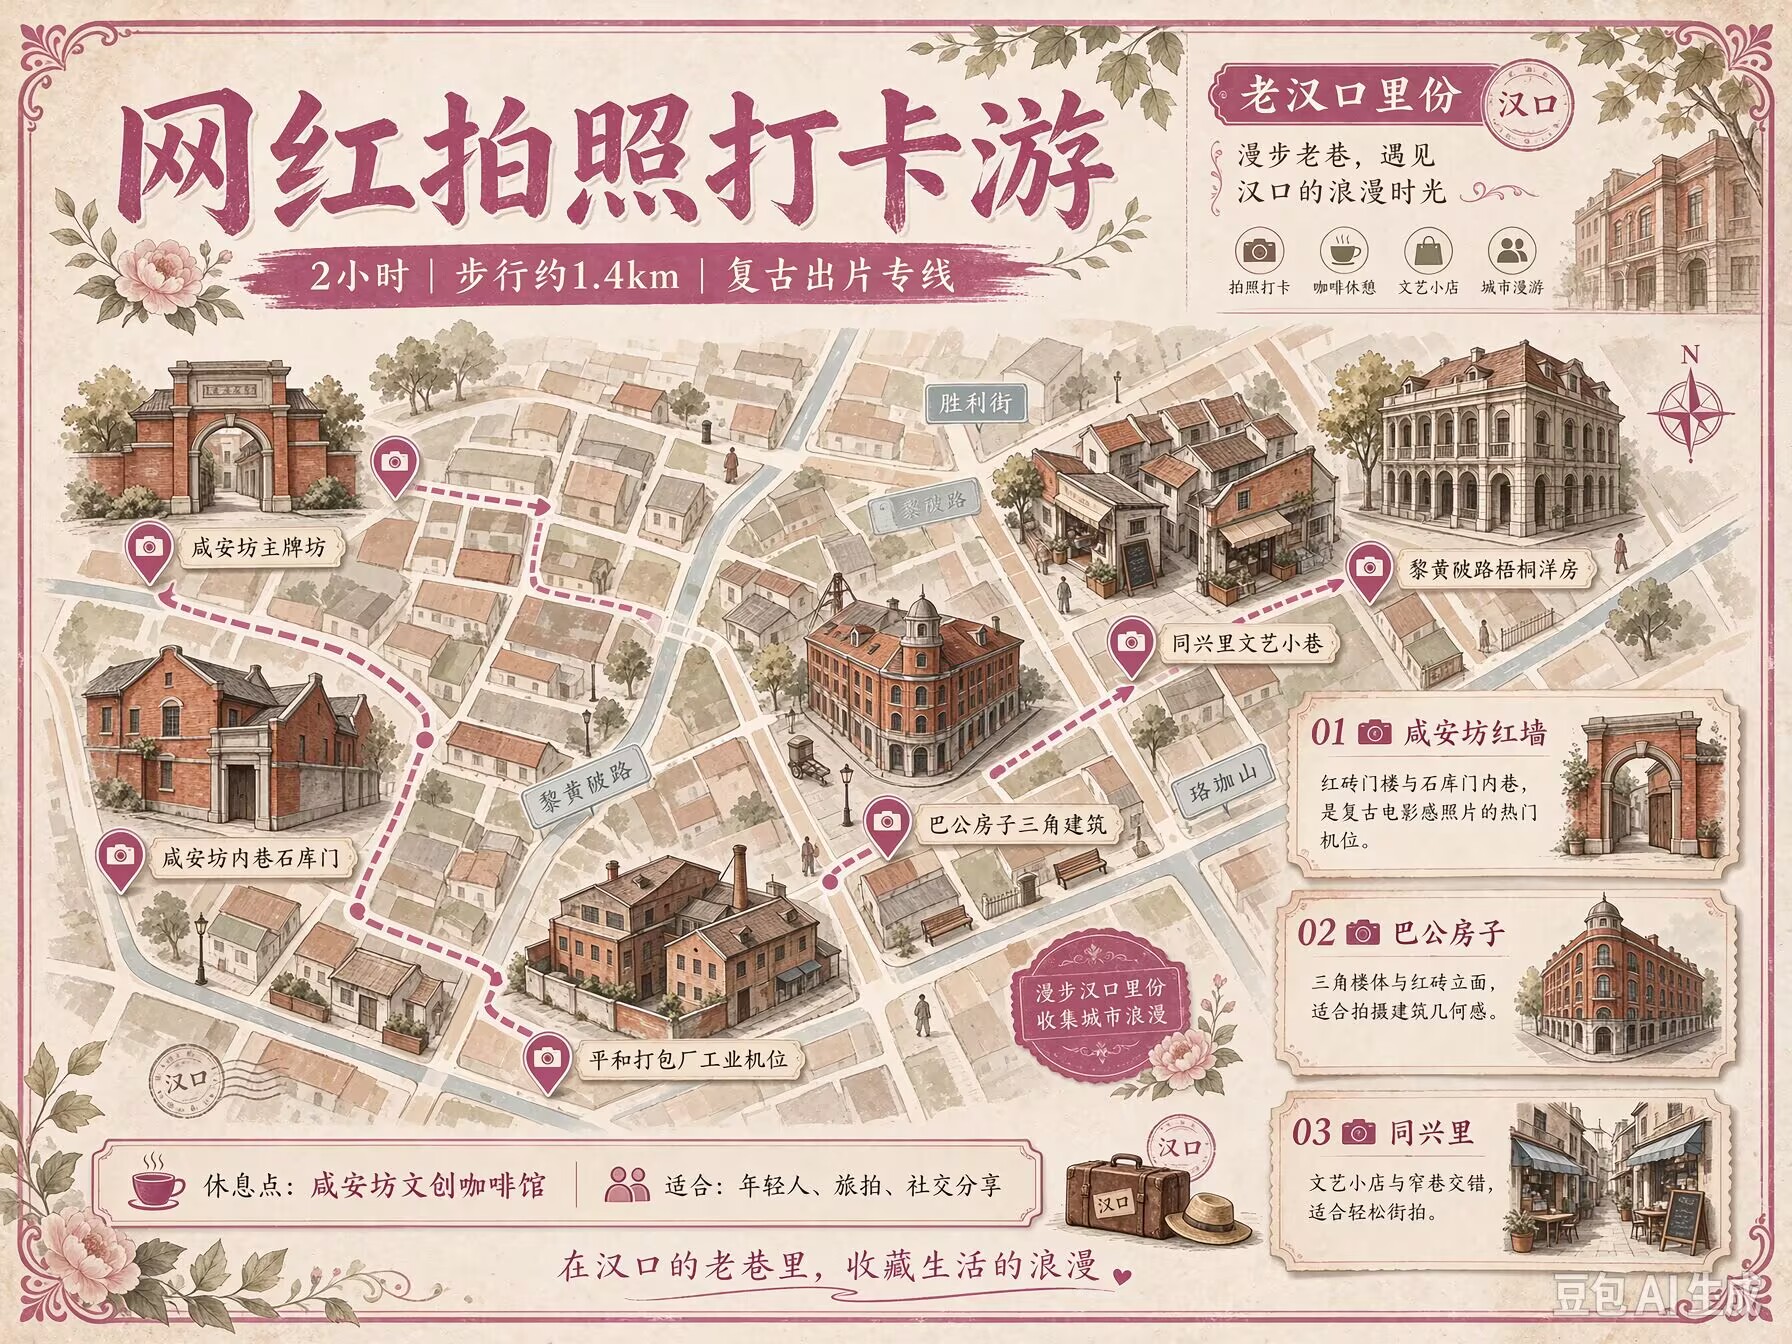 网红拍照打卡游
2小时｜步行约1.4km｜复古出片专线
老汉口里份
汉口
漫步老巷，遇见
汉口的浪漫时光
拍照打卡
咖啡休憩
文艺小店
城市漫游
N
胜利街
咸安坊主牌坊
黎黄陂路梧桐洋房
同兴里文艺小巷
黎黄陂路
珞珈山
巴公房子三角建筑
咸安坊内巷石库门
平和打包厂工业机位
漫步汉口里份
收集城市浪漫
汉口
01 咸安坊红墙
红砖门楼与石库门内巷，
是复古电影感照片的热门
机位。
02 巴公房子
三角楼体与红砖立面，
适合拍摄建筑几何感。
03 同兴里
文艺小店与窄巷交错，
适合轻松街拍。
休息点：咸安坊文创咖啡馆
适合：年轻人、旅拍、社交分享
汉口
汉口
在汉口的老巷里，收藏生活的浪漫
豆包AI生成